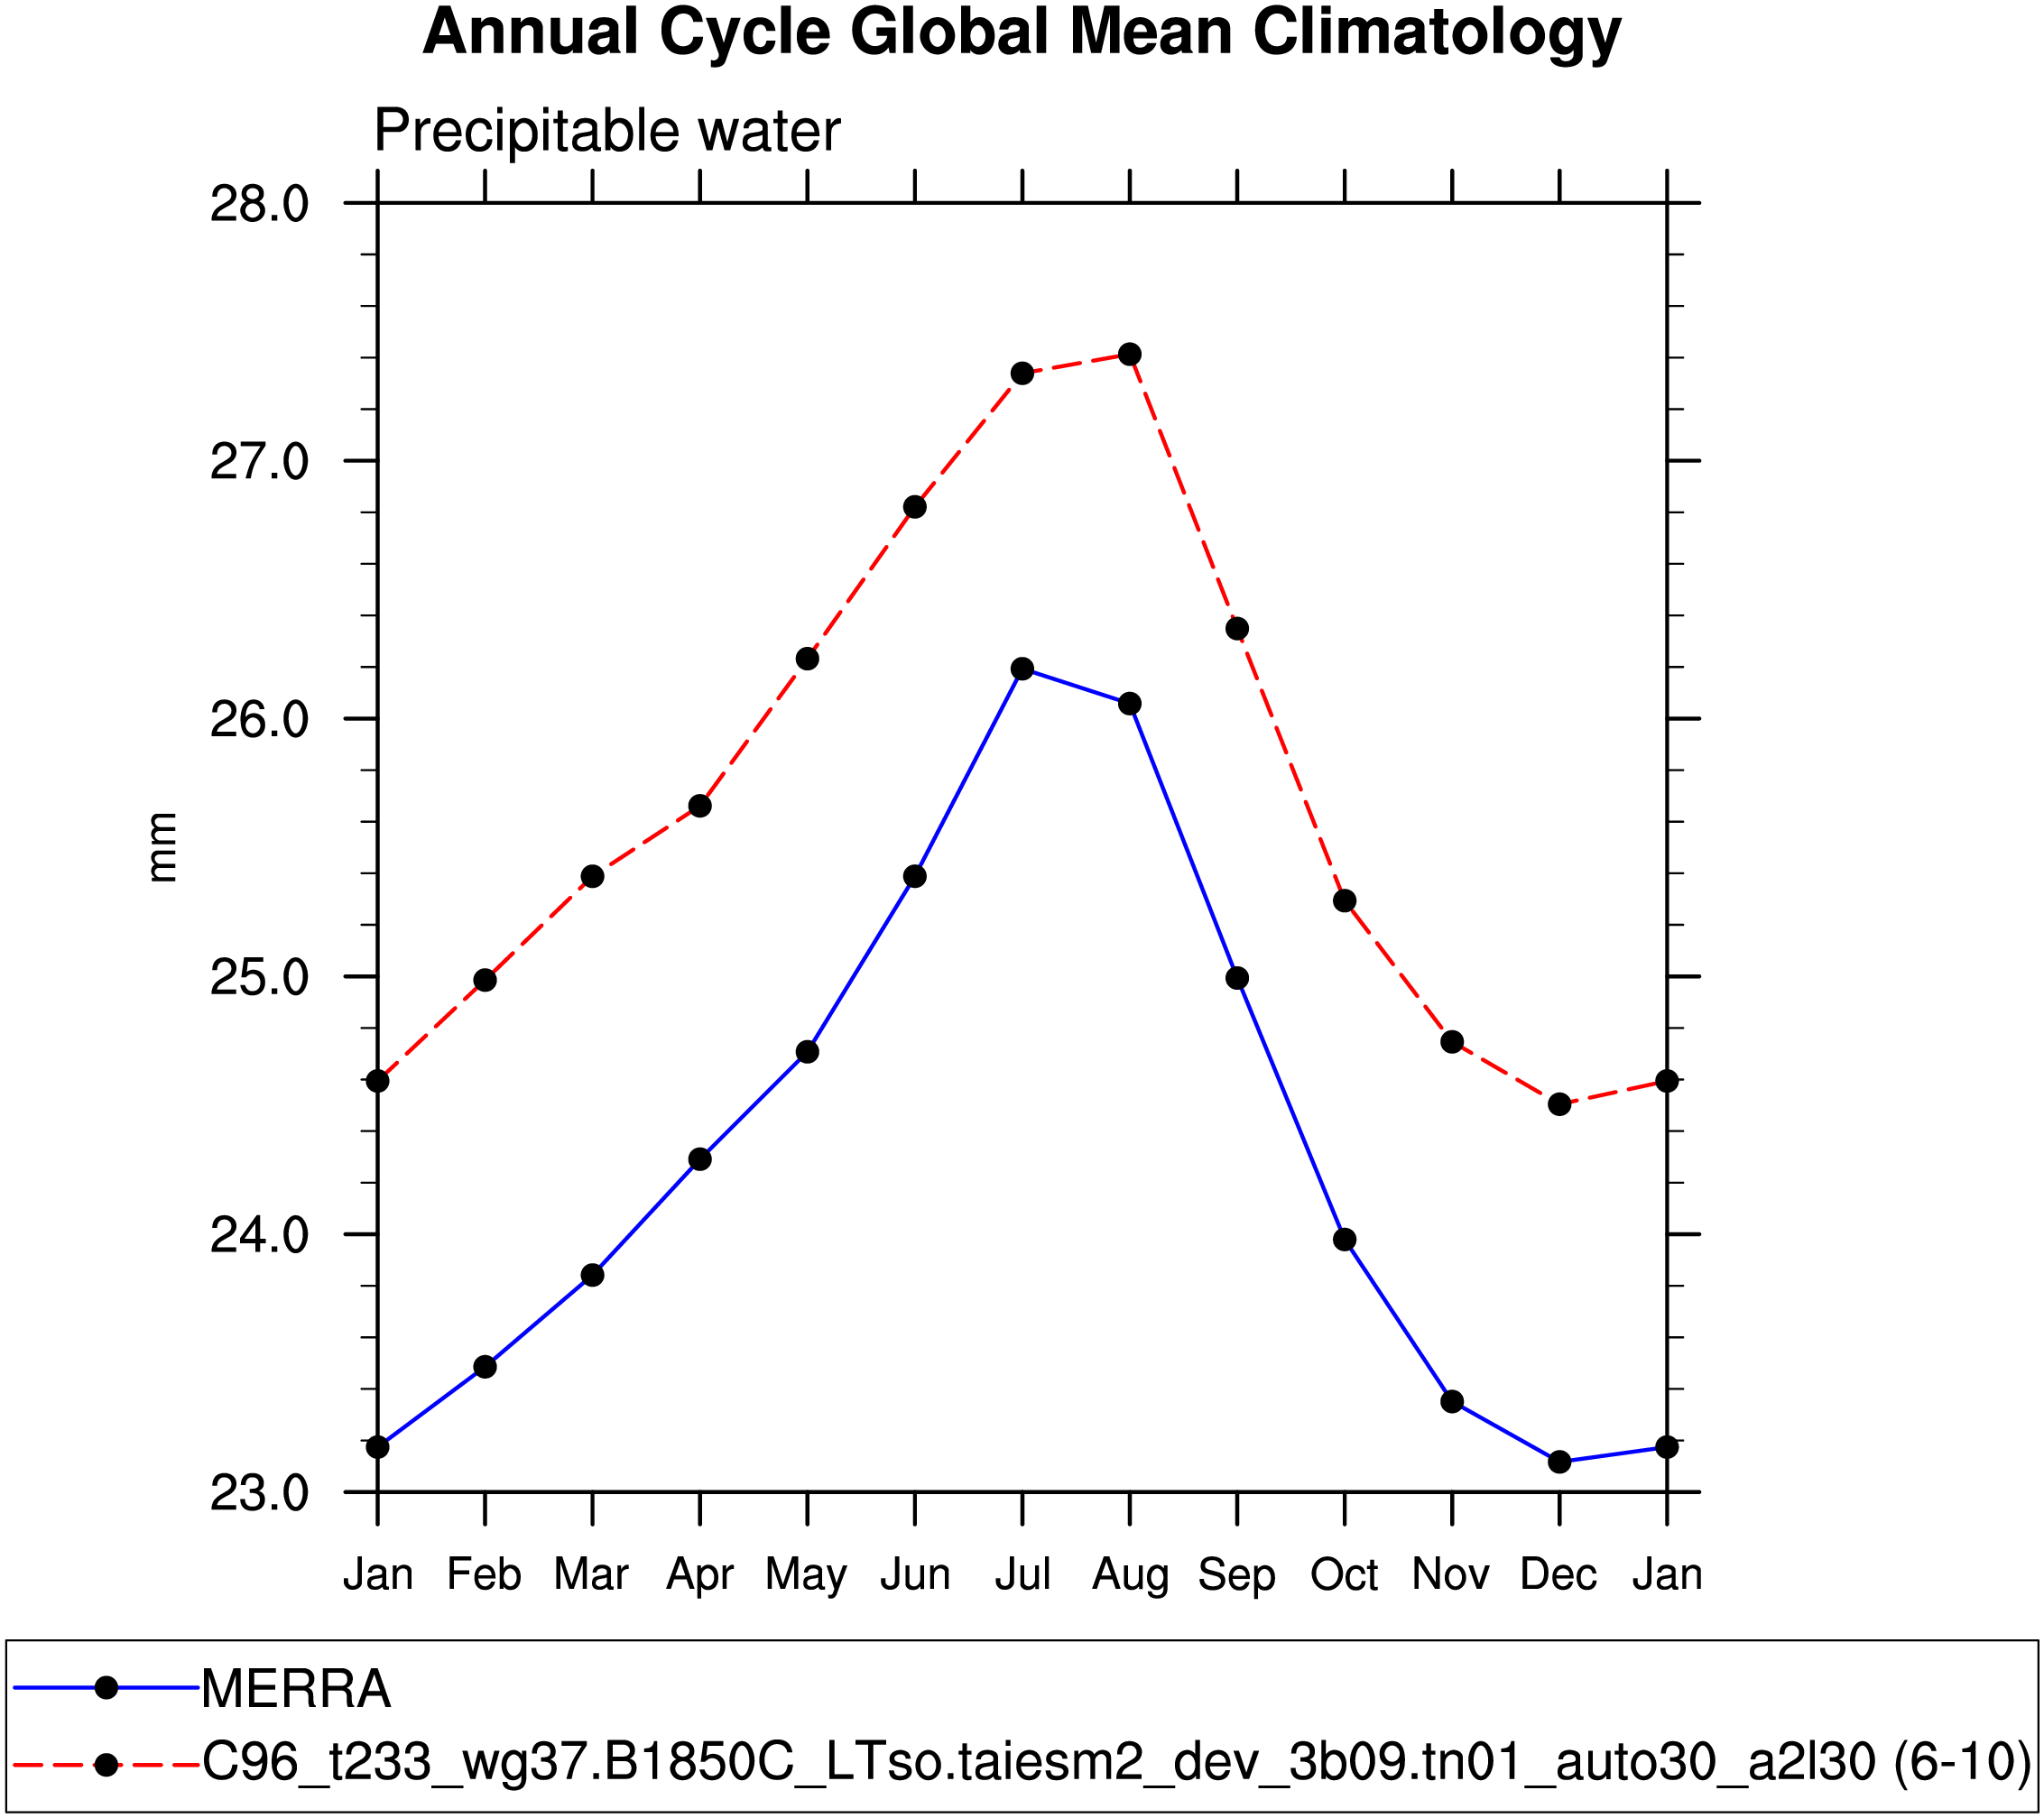 Annual Cycle Global Mean Climatology
Precipitable water
28.0
27.0
26.0
25.0
24.0
23.0
mm
Jan Feb Mar Apr May Jun Jul Aug Sep Oct Nov Dec Jan
MERRA
C96_t233_wg37.B1850C_LTso.taiesm2_dev_3b09.tn01_auto30_a2l30 (6-10)